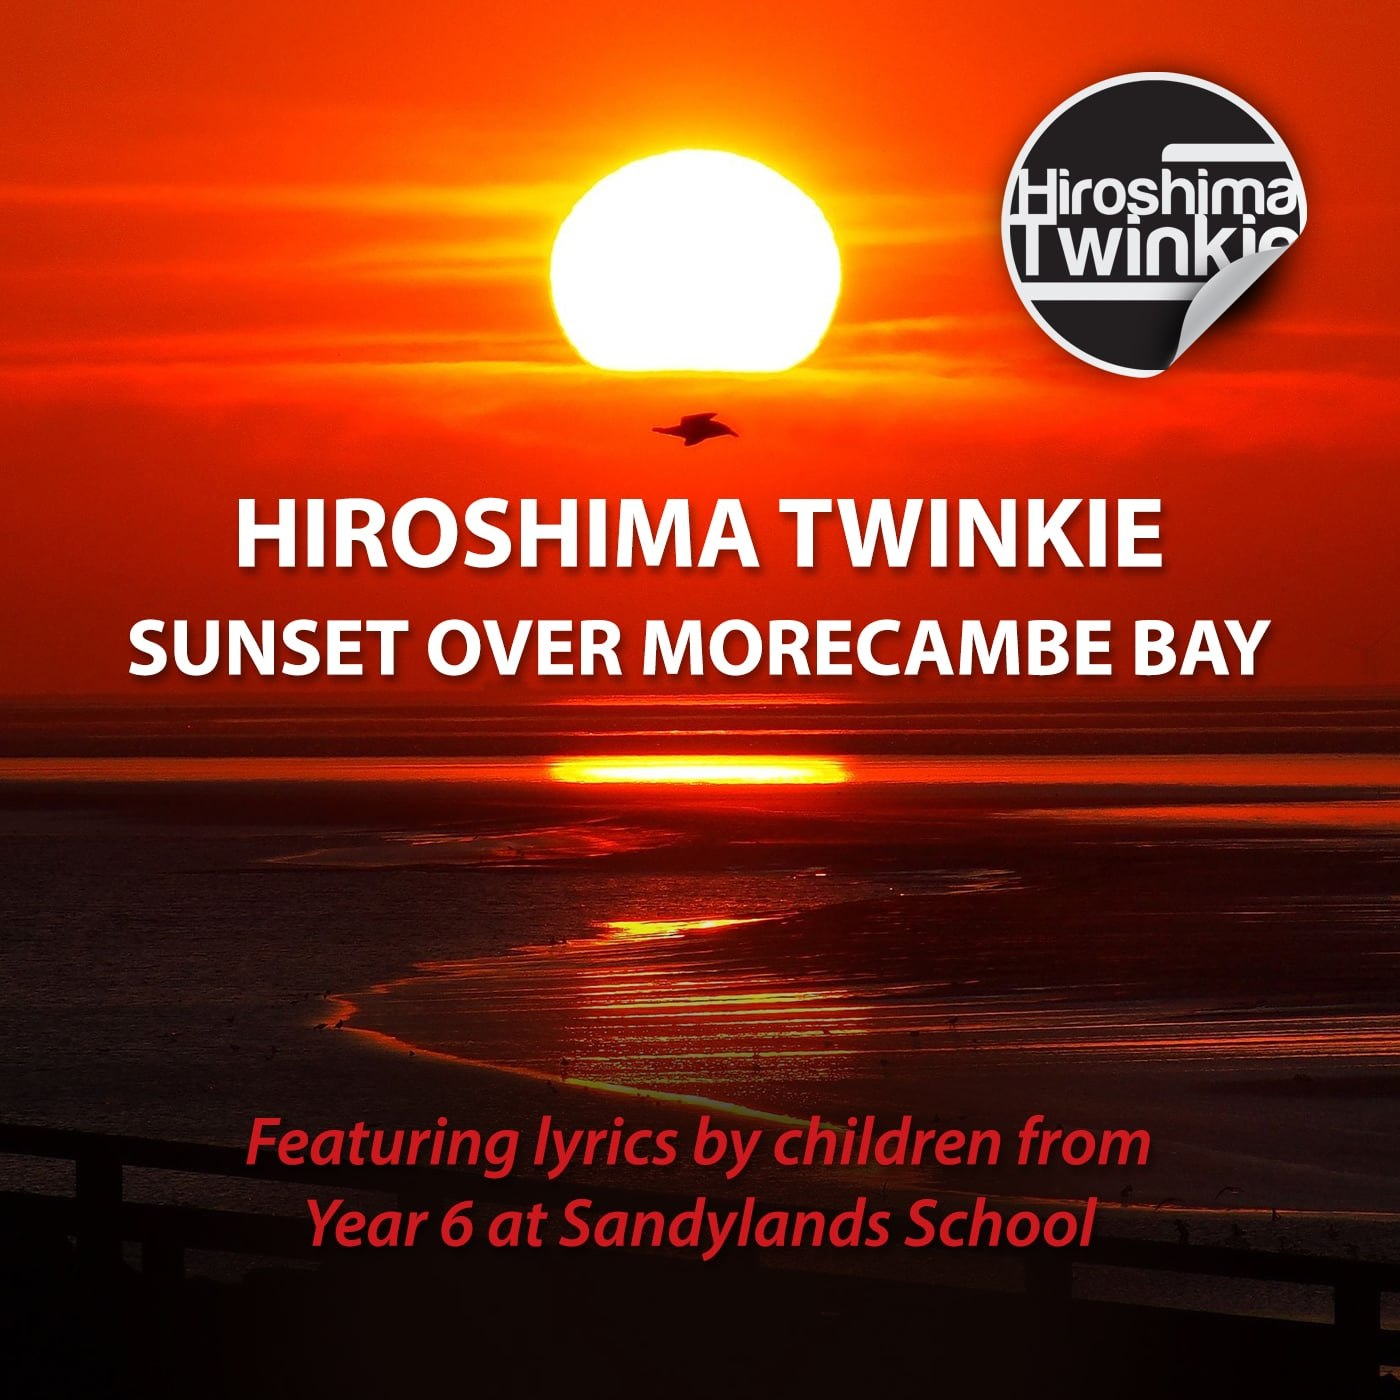 Hiroshima
Twinkie
HIROSHIMA TWINKIE
SUNSET OVER MORECAMBE BAY
Featuring lyrics by children from
Year 6 at Sandylands School